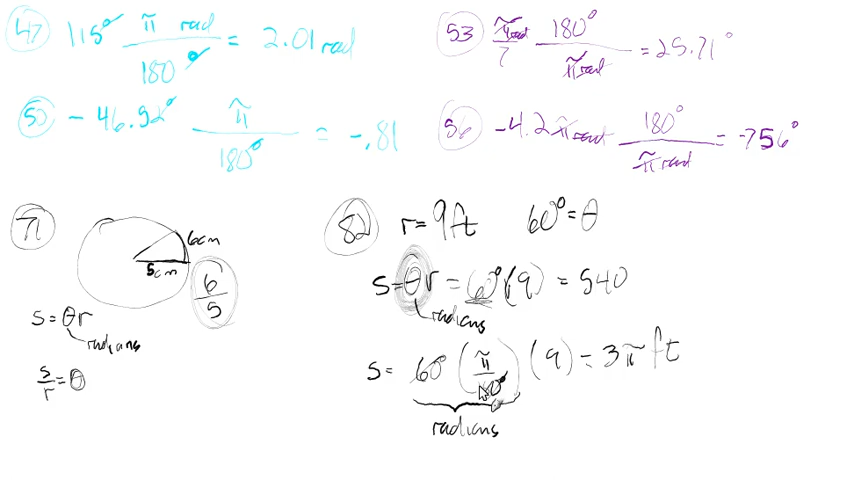 47 115° π rad / 180° = 2.01 rad
53 π rad / 7 180° / π rad = 25.71°
50 -46.52° π / 180° = -.81
56 -4.2 π rad 180° / π rad = -756°
71 6cm
5cm
6/5
s = θr
radians
s/r = θ
82 r = 9ft 60° = θ
s = θr = 60°(9) = 540
radians
s = 60° (π / 180°) (9) = 3π ft
radians